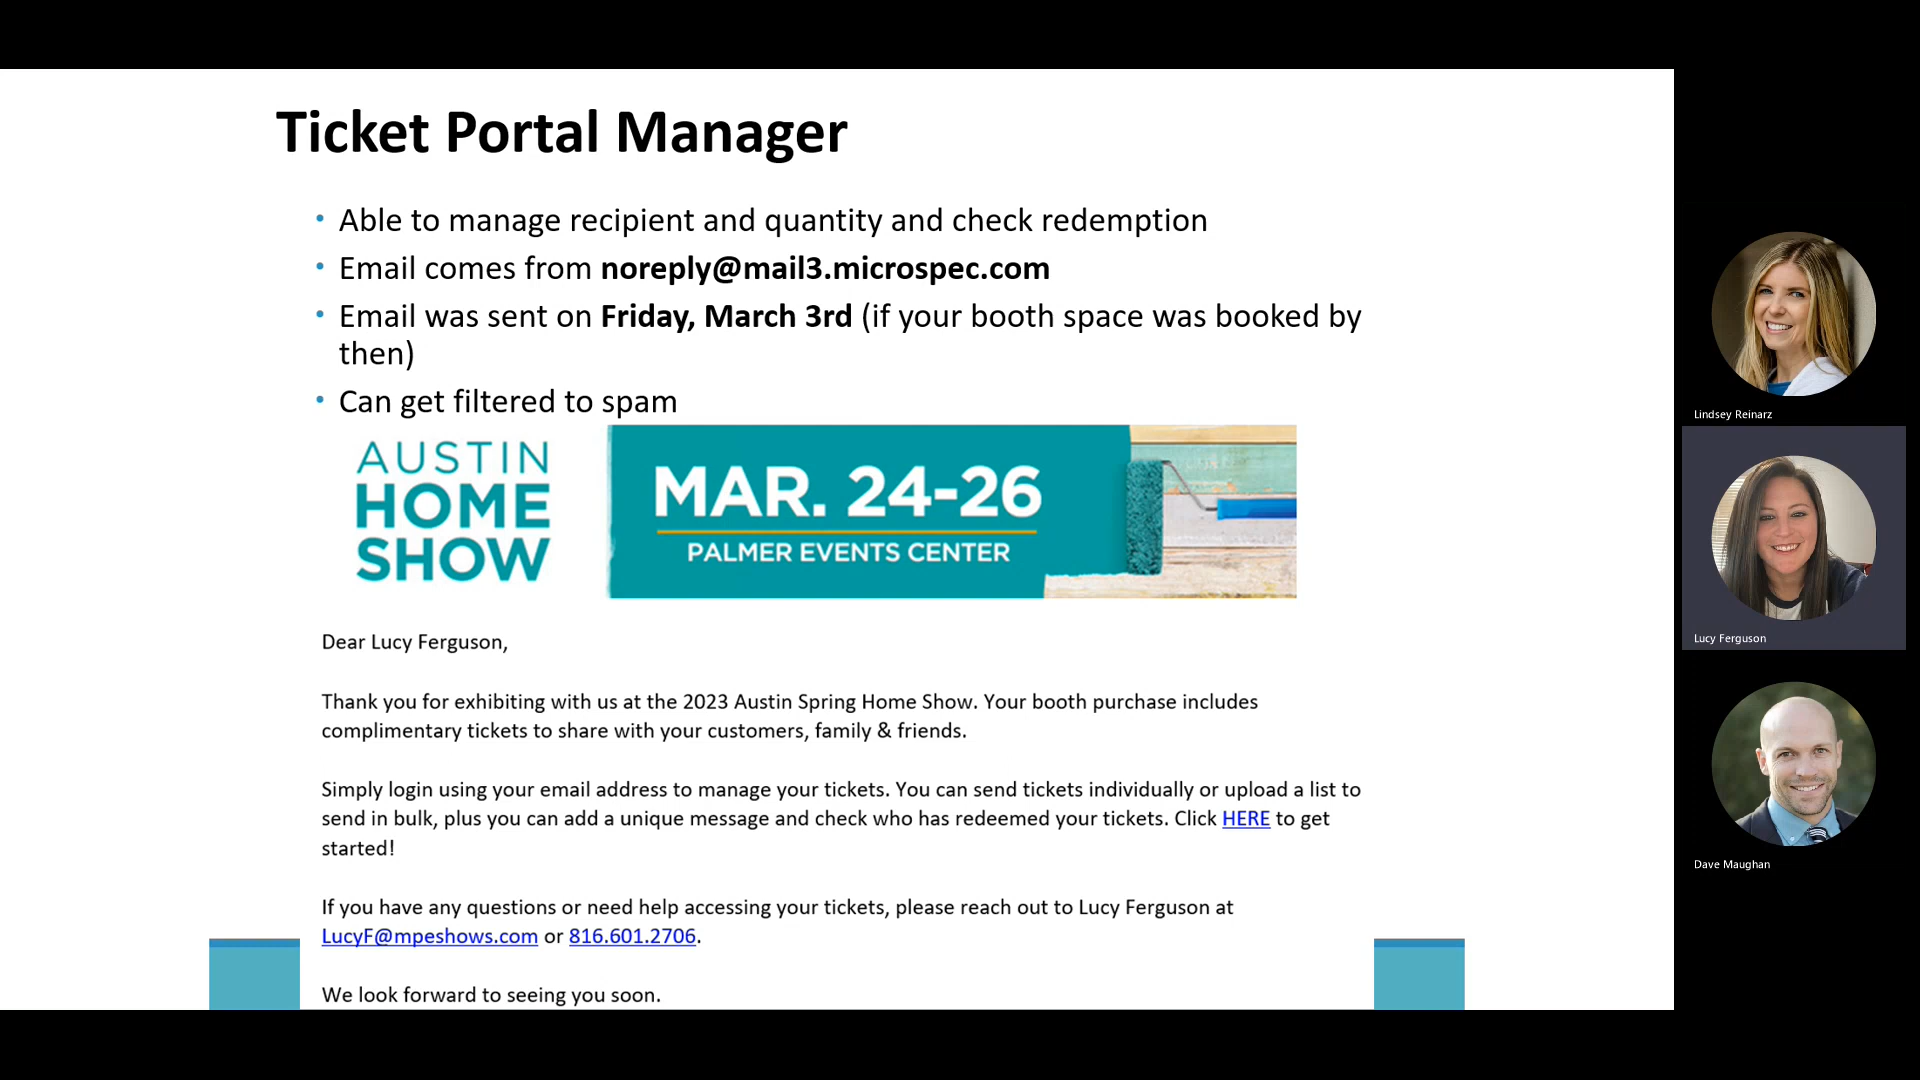 Ticket Portal Manager
• Able to manage recipient and quantity and check redemption
• Email comes from noreply@mail3.microspec.com
• Email was sent on Friday, March 3rd (if your booth space was booked by
then)
• Can get filtered to spam
AUSTIN
HOME
SHOW
MAR. 24-26
PALMER EVENTS CENTER
Dear Lucy Ferguson,
Thank you for exhibiting with us at the 2023 Austin Spring Home Show. Your booth purchase includes
complimentary tickets to share with your customers, family & friends.
Simply login using your email address to manage your tickets. You can send tickets individually or upload a list to
send in bulk, plus you can add a unique message and check who has redeemed your tickets. Click HERE to get
started!
If you have any questions or need help accessing your tickets, please reach out to Lucy Ferguson at
LucyF@mpeshows.com or 816.601.2706.
We look forward to seeing you soon.
Lindsey Reinarz
Lucy Ferguson
Dave Maughan